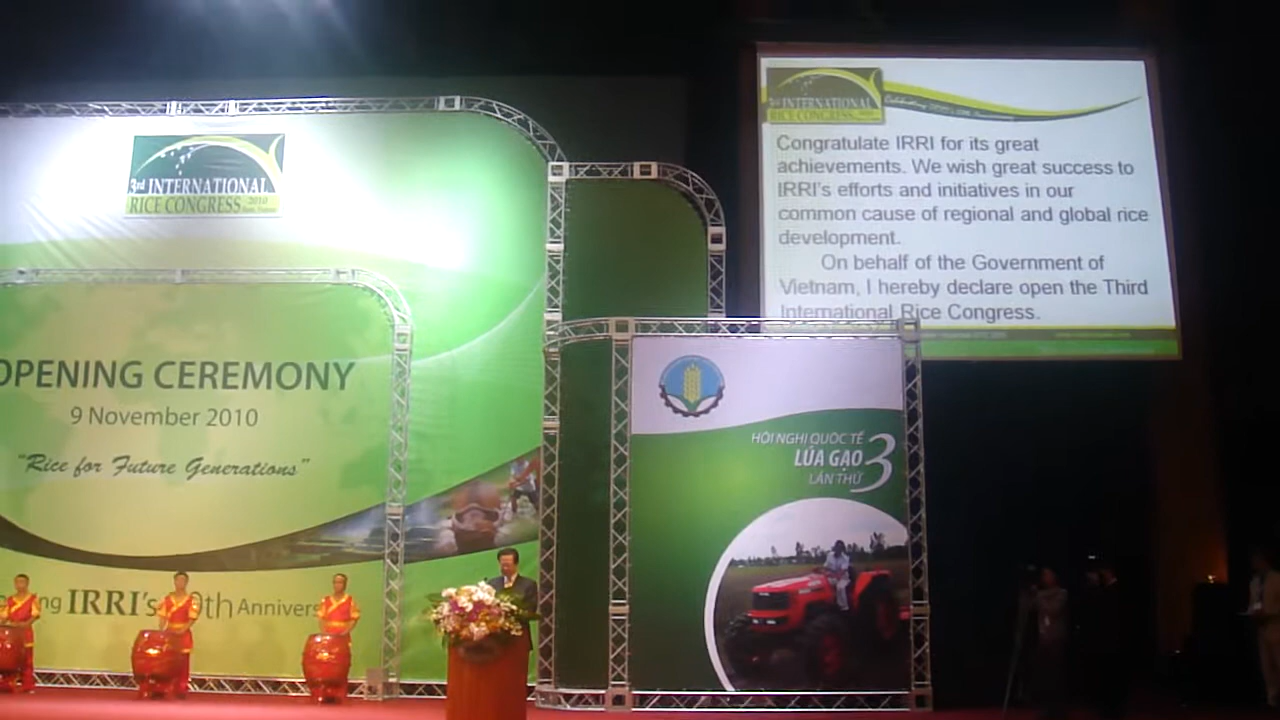 3rd INTERNATIONAL
RICE CONGRESS 2010
OPENING CEREMONY
9 November 2010
"Rice for Future Generations"
IRRI's 0th Annivers
3rd INTERNATIONAL
RICE CONGRESS
Congratulate IRRI for its great
achievements. We wish great success to
IRRI's efforts and initiatives in our
common cause of regional and global rice
development.
On behalf of the Government of
Vietnam, I hereby declare open the Third
International Rice Congress.
HỘI NGHỊ QUỐC TẾ
LÚA GẠO 3
LẦN THỨ